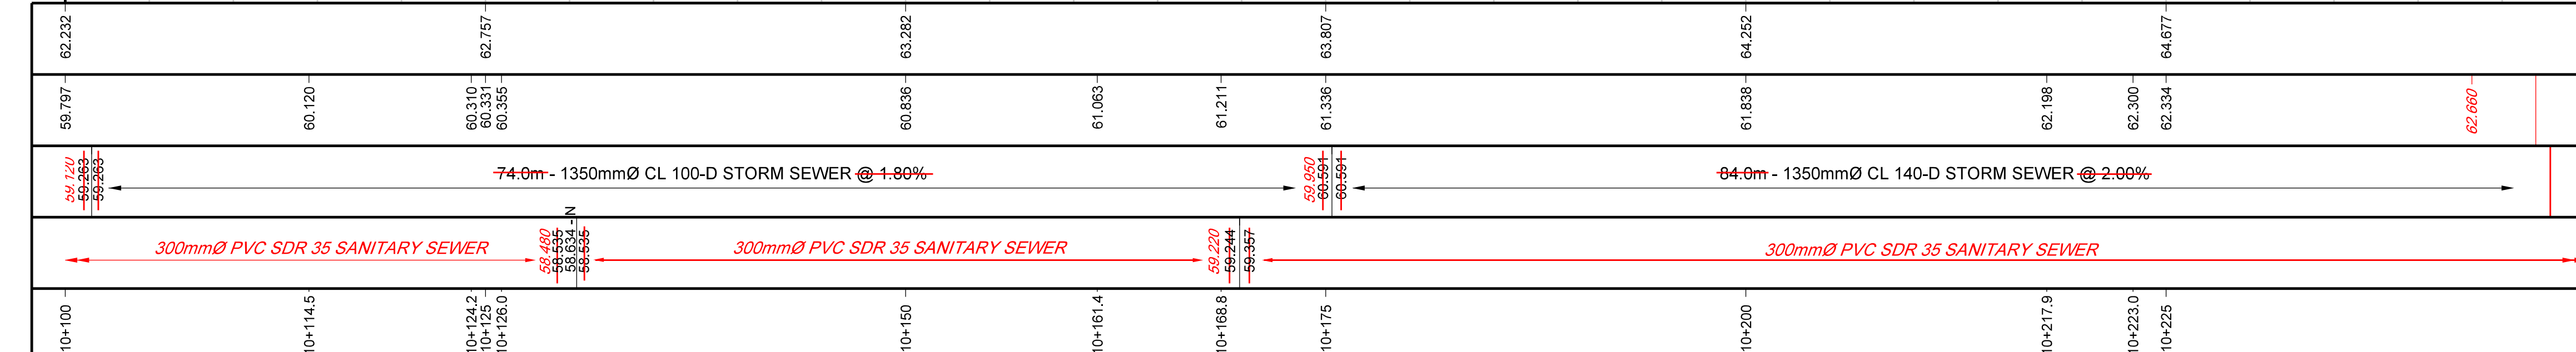 62.232 62.757 63.282 63.807 64.252 64.677
59.797 60.120 60.310 60.331 60.355 60.836 61.063 61.211 61.336 61.838 62.198 62.300 62.334 62.660
59.120 59.263 59.263 74.0m - 1350mmØ CL 100-D STORM SEWER @ 1.80% 59.950 60.591 60.591 84.0m - 1350mmØ CL 140-D STORM SEWER @ 2.00%
300mmØ PVC SDR 35 SANITARY SEWER 58.480 58.535 58.634 - N 58.535 300mmØ PVC SDR 35 SANITARY SEWER 59.220 59.244 59.357 300mmØ PVC SDR 35 SANITARY SEWER
10+100 10+114.5 10+124.2 10+125 10+126.0 10+150 10+161.4 10+168.8 10+175 10+200 10+217.9 10+223.0 10+225